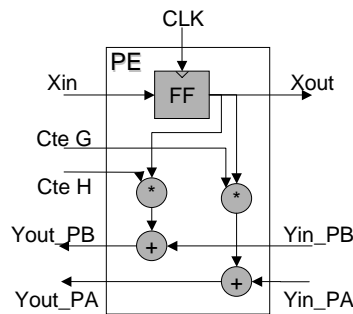 CLK
PE
Xin
FF
Xout
Cte G
Cte H
*
*
Yout_PB
+
Yin_PB
Yout_PA
+
Yin_PA